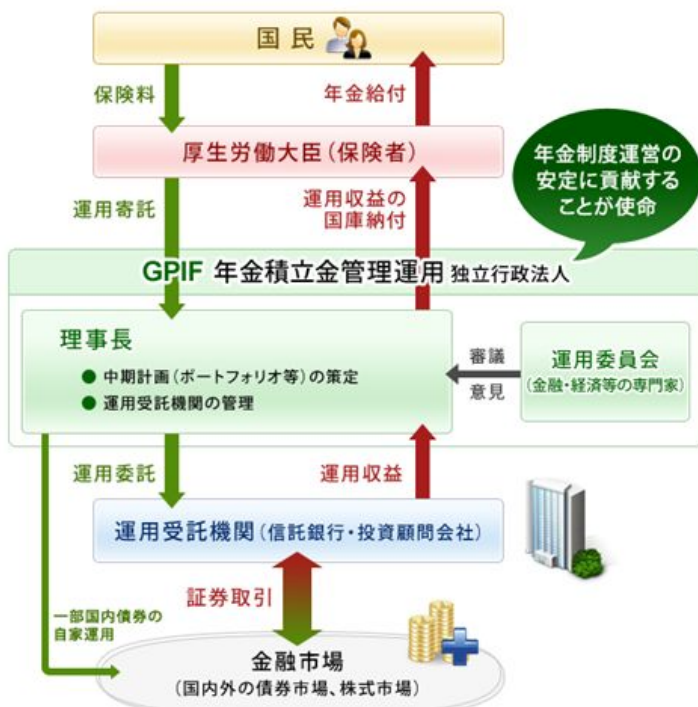 国民
保険料
年金給付
厚生労働大臣(保険者)
年金制度運営の
安定に貢献する
ことが使命
運用寄託
運用収益の
国庫納付
GPIF 年金積立金管理運用 独立行政法人
理事長
● 中期計画(ポートフォリオ等)の策定
● 運用受託機関の管理
審議
意見
運用委員会
(金融・経済等の専門家)
運用委託
運用収益
運用受託機関(信託銀行・投資顧問会社)
証券取引
一部国内債券の
自家運用
金融市場
(国内外の債券市場、株式市場)